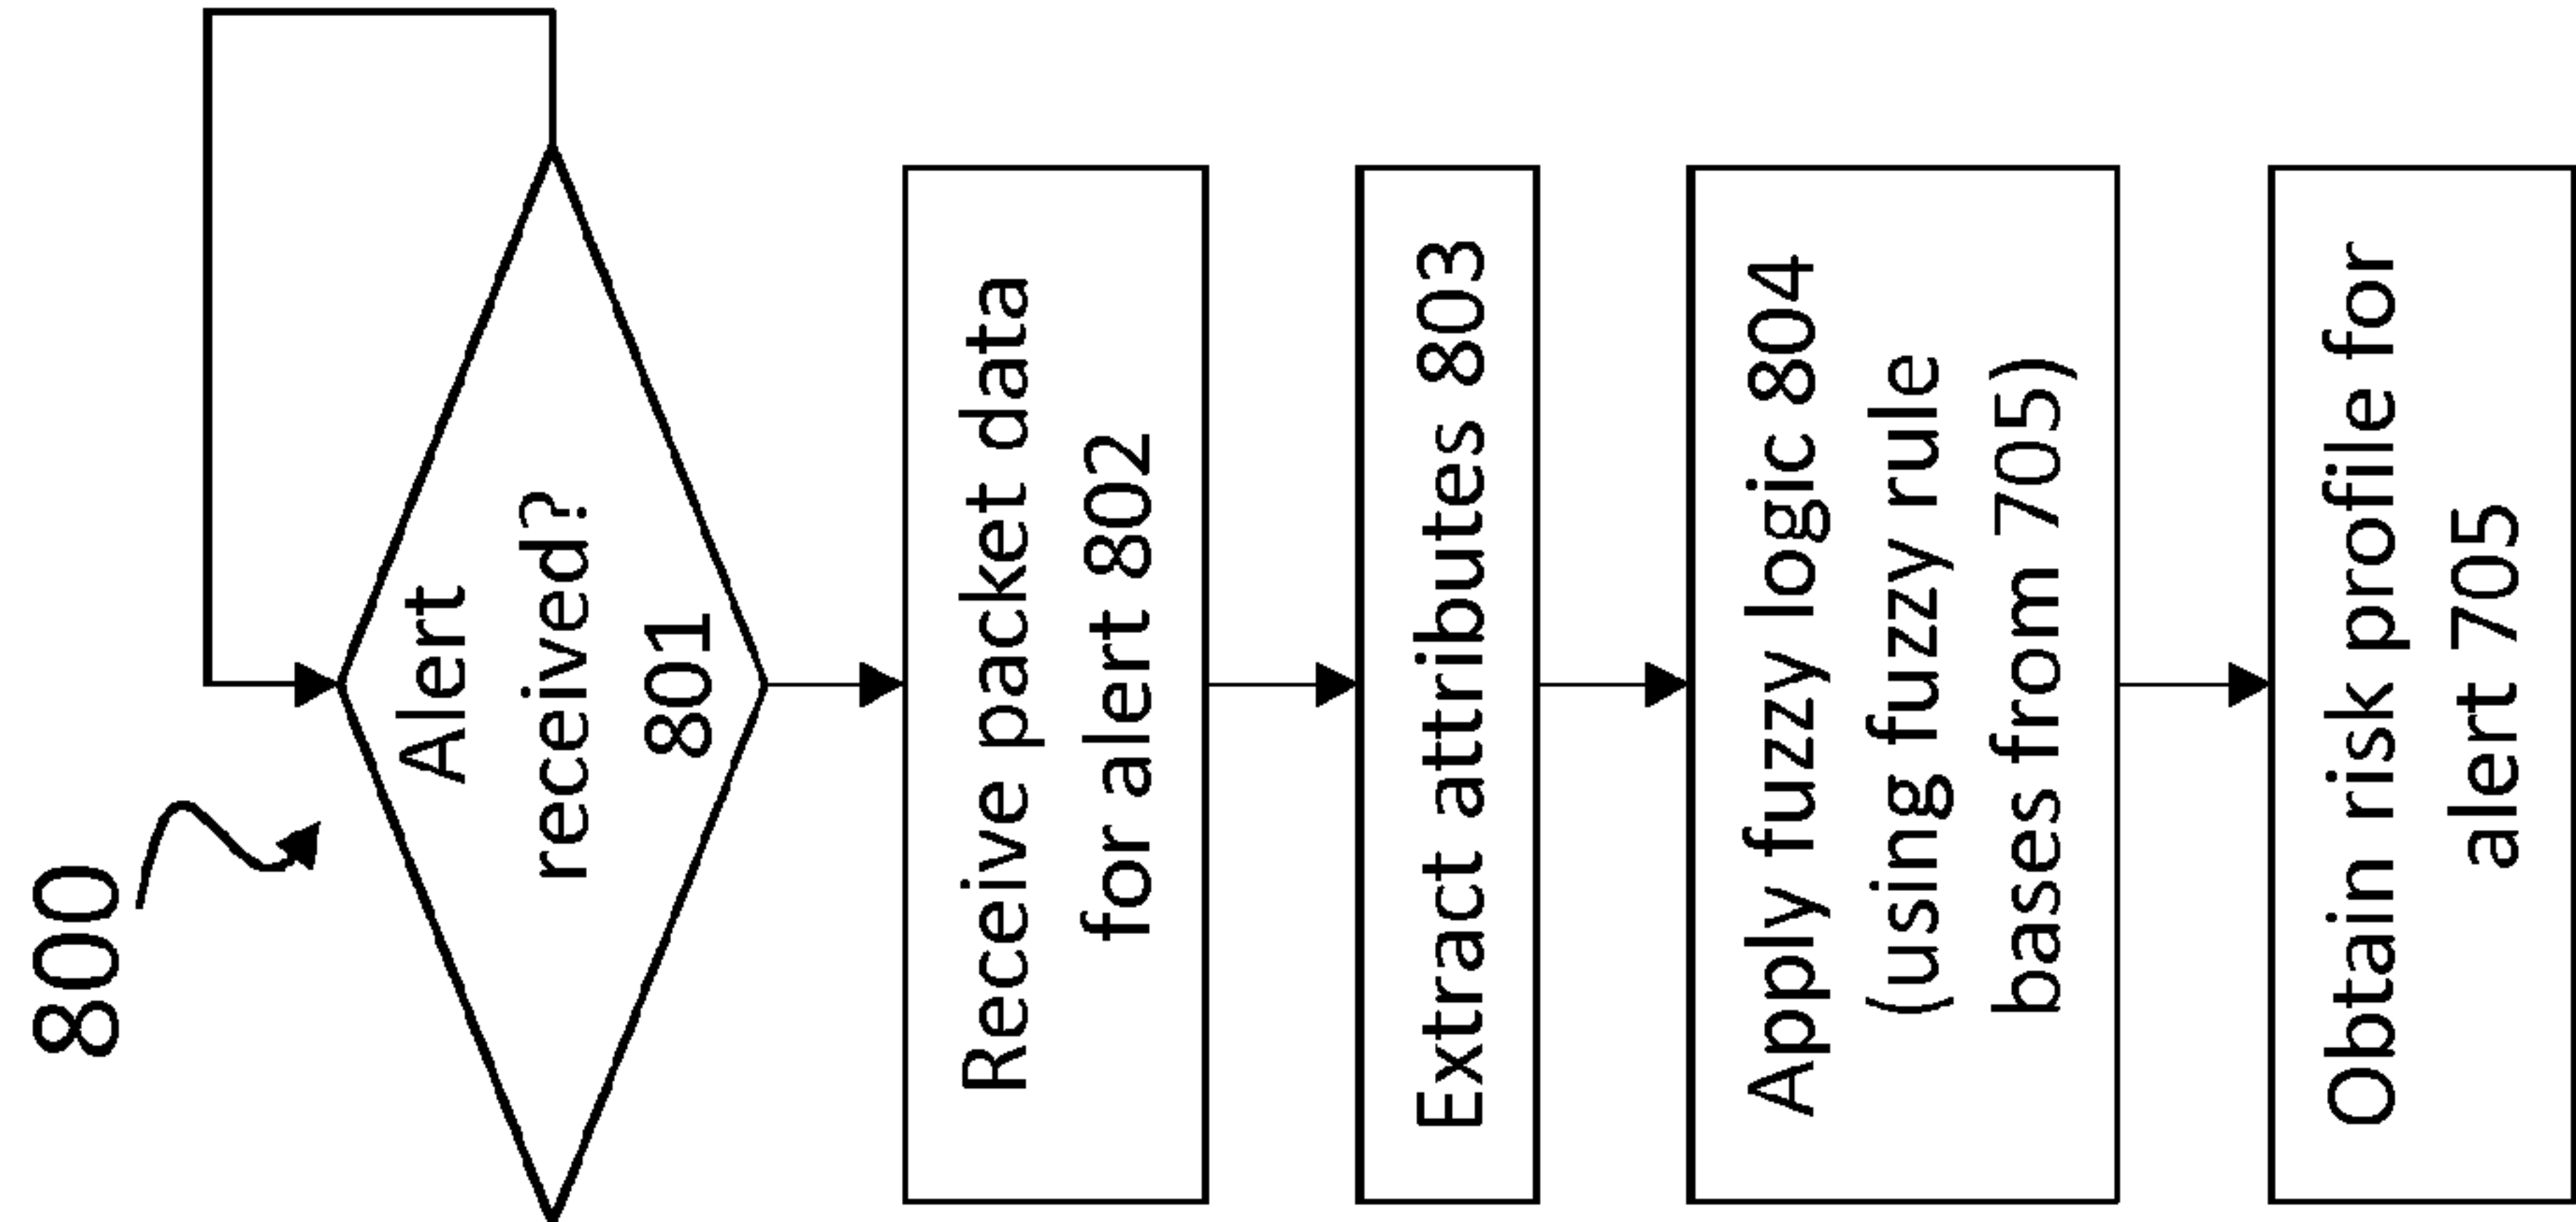 800
Alert
received?
801
Receive packet data
for alert 802
Extract attributes 803
Apply fuzzy logic 804
(using fuzzy rule
bases from 705)
Obtain risk profile for
alert 705